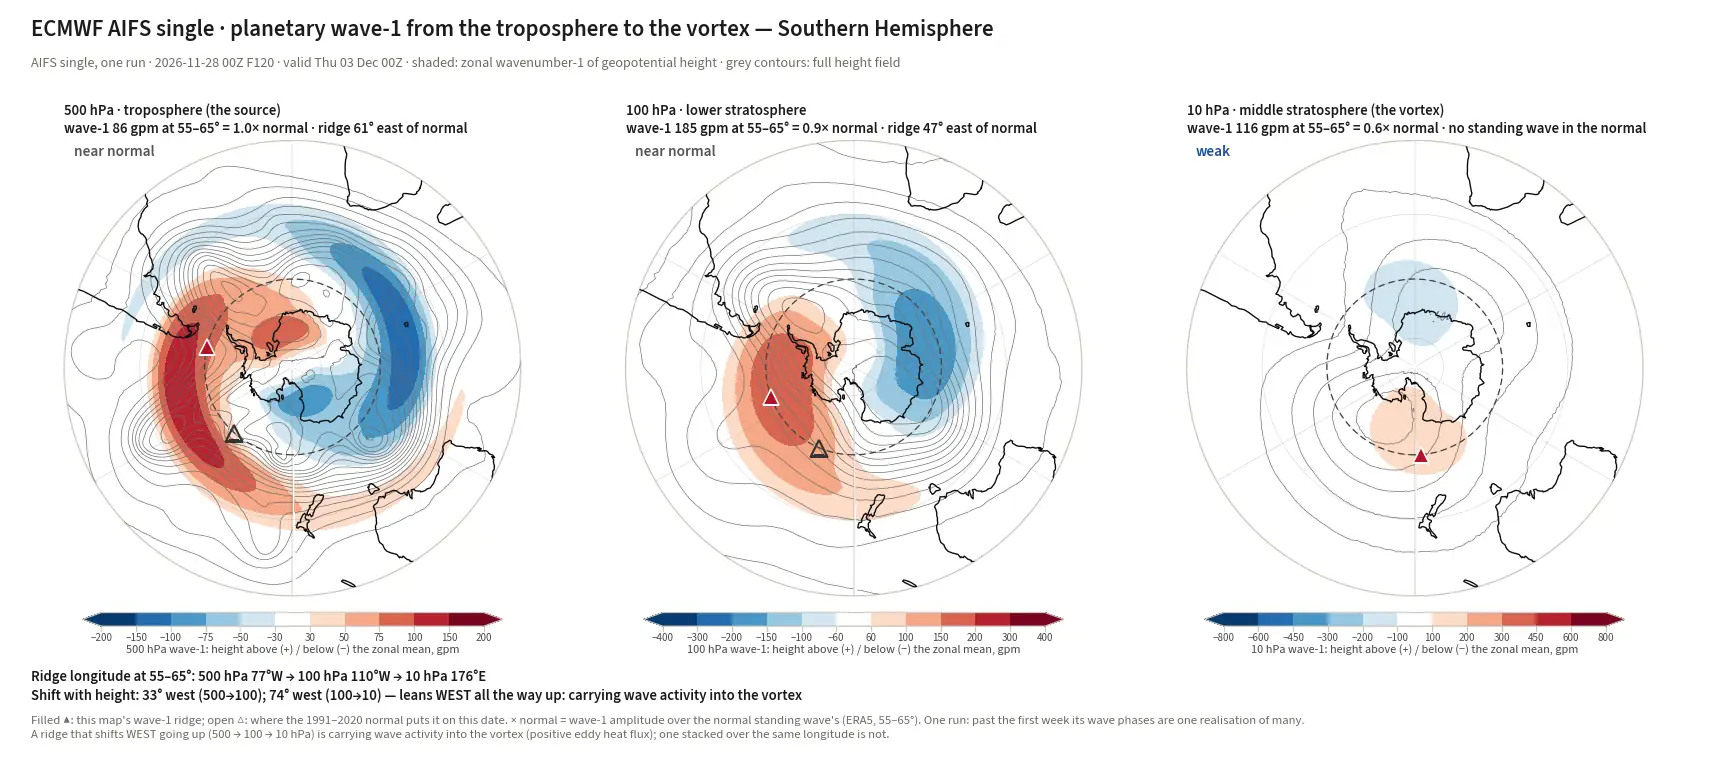 ECMWF AIFS single · planetary wave-1 from the troposphere to the vortex — Southern Hemisphere
AIFS single, one run · 2026-11-28 00Z F120 · valid Thu 03 Dec 00Z · shaded: zonal wavenumber-1 of geopotential height · grey contours: full height field
500 hPa · troposphere (the source)
wave-1 86 gpm at 55–65° = 1.0× normal · ridge 61° east of normal
near normal
100 hPa · lower stratosphere
wave-1 185 gpm at 55–65° = 0.9× normal · ridge 47° east of normal
near normal
10 hPa · middle stratosphere (the vortex)
wave-1 116 gpm at 55–65° = 0.6× normal · no standing wave in the normal
weak
−200 −150 −100 −75 −50 −30 30 50 75 100 150 200
500 hPa wave-1: height above (+) / below (−) the zonal mean, gpm
−400 −300 −200 −150 −100 −60 60 100 150 200 300 400
100 hPa wave-1: height above (+) / below (−) the zonal mean, gpm
−800 −600 −450 −300 −200 −100 100 200 300 450 600 800
10 hPa wave-1: height above (+) / below (−) the zonal mean, gpm
Ridge longitude at 55–65°: 500 hPa 77°W → 100 hPa 110°W → 10 hPa 176°E
Shift with height: 33° west (500→100); 74° west (100→10) — leans WEST all the way up: carrying wave activity into the vortex
Filled ▲: this map's wave-1 ridge; open △: where the 1991–2020 normal puts it on this date. × normal = wave-1 amplitude over the normal standing wave's (ERA5, 55–65°). One run: past the first week its wave phases are one realisation of many.
A ridge that shifts WEST going up (500 → 100 → 10 hPa) is carrying wave activity into the vortex (positive eddy heat flux); one stacked over the same longitude is not.